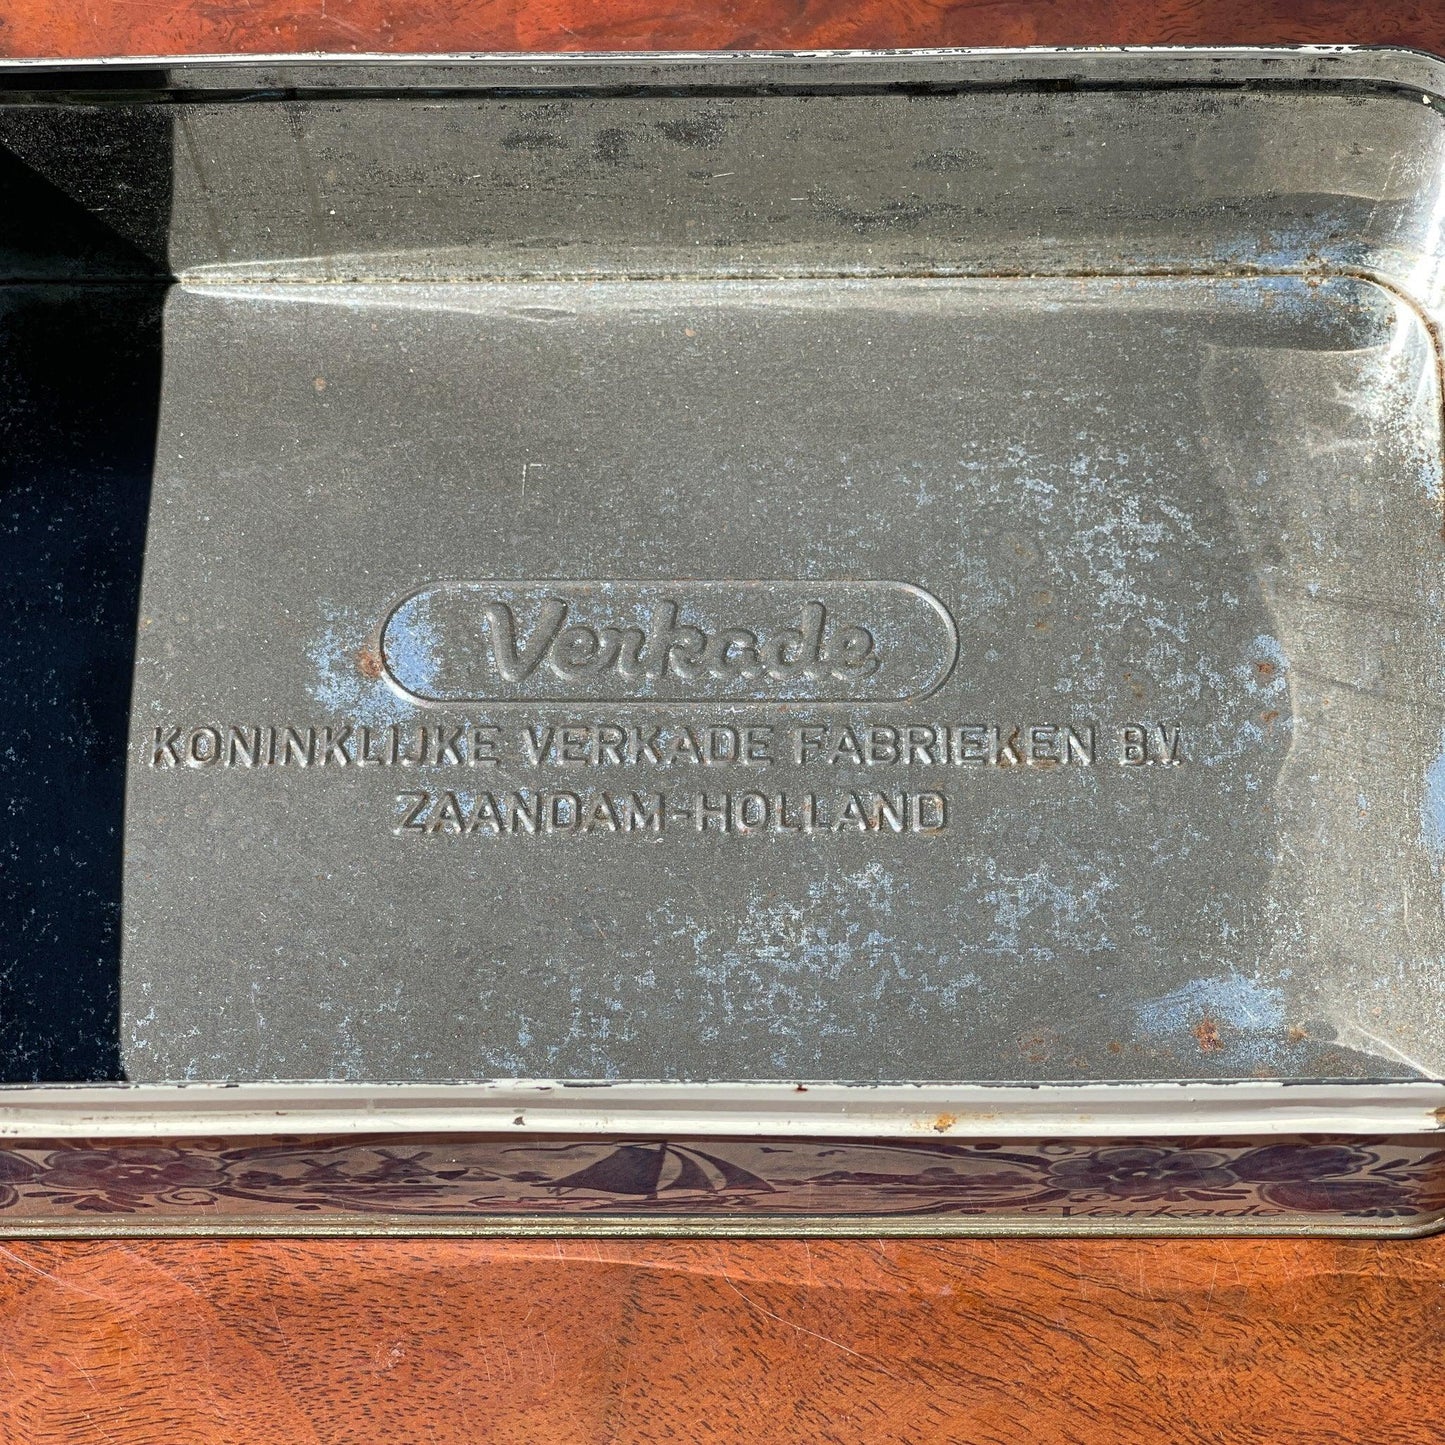 Verkade
KONINKLIJKE VERKADE FABRIEKEN B.V.
ZAANDAM-HOLLAND
Verkade